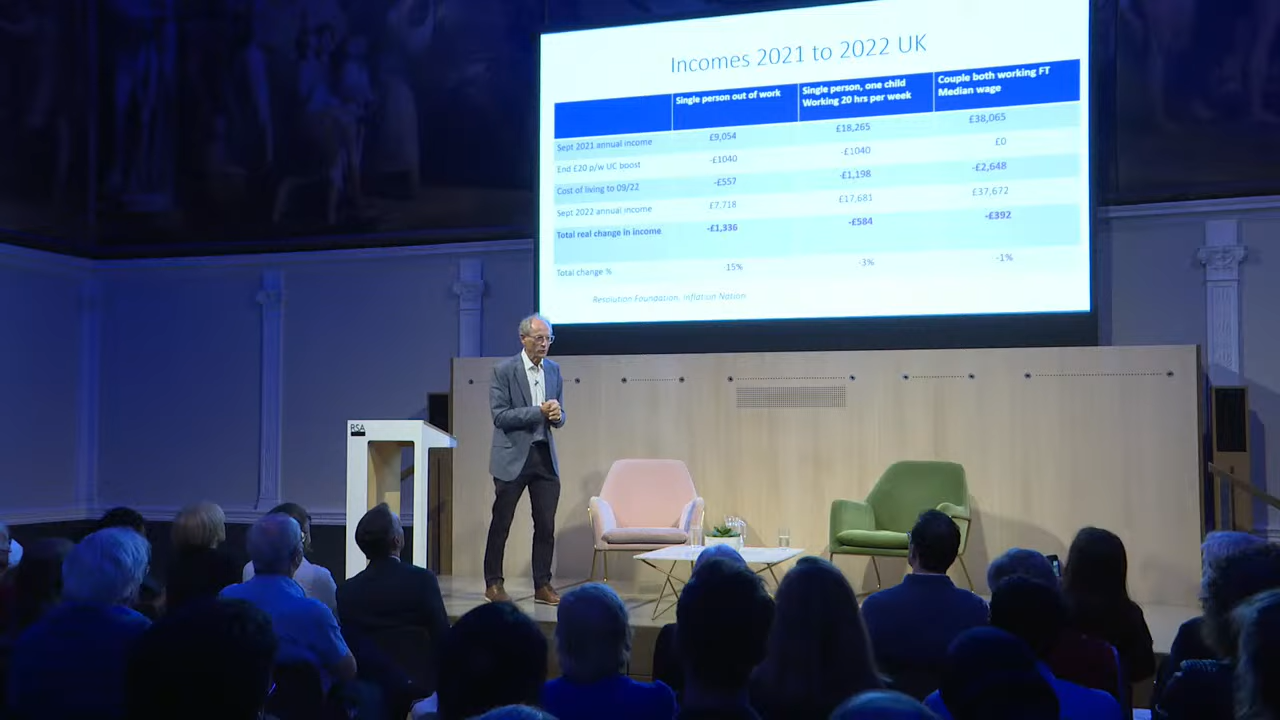 Incomes 2021 to 2022 UK
Single person out of work
Single person, one child
Working 20 hrs per week
Couple both working FT
Median wage
Sept 2021 annual income £9,054 £18,265 £38,065
End £20 p/w UC boost -£1040 -£1040 £0
Cost of living to 09/22 -£557 -£1,198 -£2,648
Sept 2022 annual income £7,718 £17,681 £37,672
Total real change in income -£1,336 -£584 -£392
Total change % 15% -3% -1%
Resolution Foundation. Inflation Nation
RSA